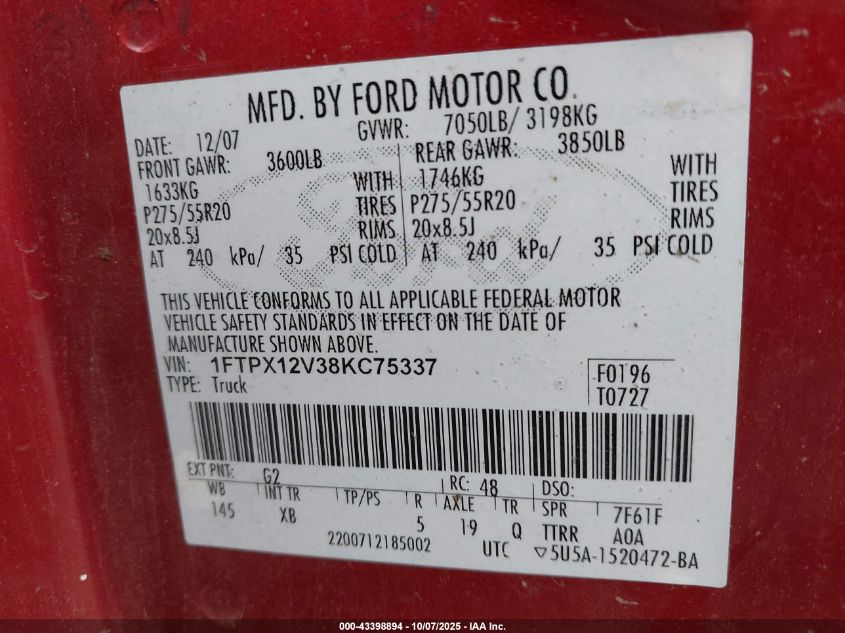 MFD. BY FORD MOTOR CO.
DATE: 12/07 GVWR: 7050LB/ 3198KG
FRONT GAWR: 3600LB REAR GAWR: 3850LB
1633KG WITH 1746KG WITH
P275/55R20 TIRES P275/55R20 TIRES
20x8.5J RIMS 20x8.5J RIMS
AT 240 kPa/ 35 PSI COLD AT 240 kPa/ 35 PSI COLD
Ford
THIS VEHICLE CONFORMS TO ALL APPLICABLE FEDERAL MOTOR
VEHICLE SAFETY STANDARDS IN EFFECT ON THE DATE OF
MANUFACTURE SHOWN ABOVE.
VIN: 1FTPX12V38KC75337 F0196
TYPE: Truck T0727
EXT PNT: G2 RC: 48 DSO:
WB INT TR TP/PS R AXLE TR SPR 7F61F
145 XB 5 19 Q TTRR A0A
2200712185002 UTC ▽5U5A-1520472-BA
000-43398894 - 10/07/2025 - IAA Inc.